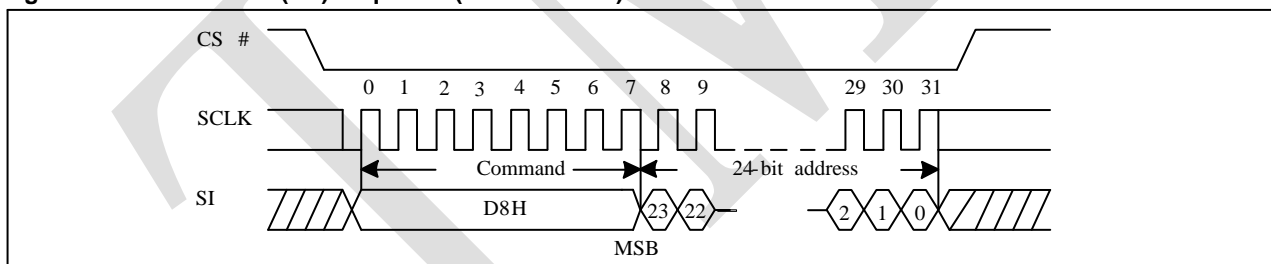 CS #
0 1 2 3 4 5 6 7 8 9 29 30 31
SCLK
Command 24-bit address
SI
D8H 23 22 2 1 0
MSB